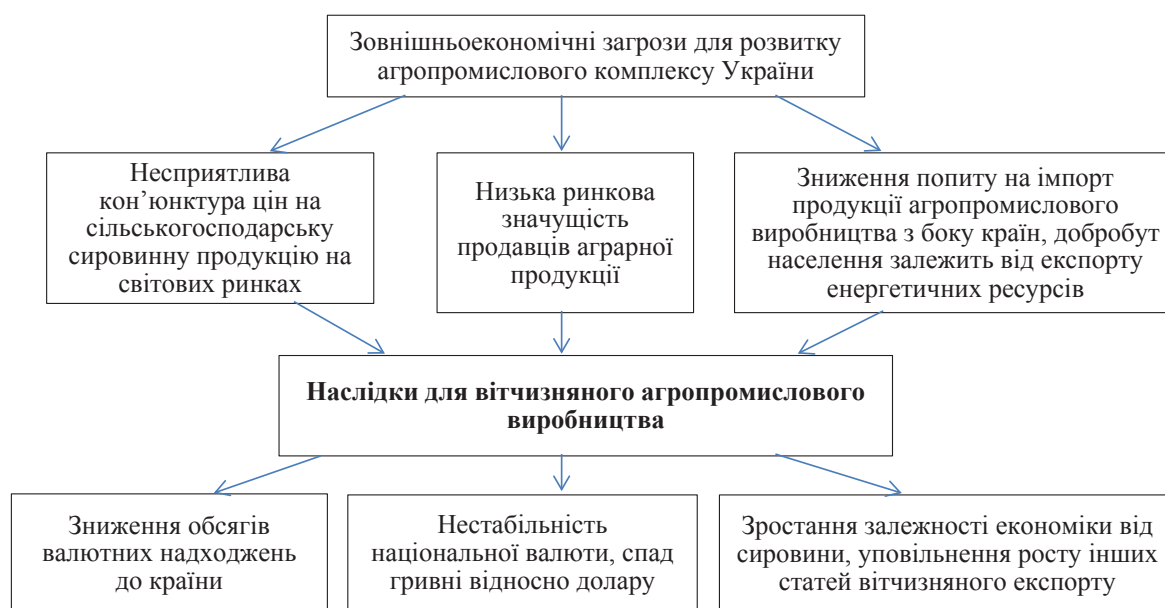 Зовнішньоекономічні загрози для розвитку
агропромислового комплексу України
Несприятлива
кон’юнктура цін на
сільськогосподарську
сировинну продукцію на
світових ринках
Низька ринкова
значущість
продавців аграрної
продукції
Зниження попиту на імпорт
продукції агропромислового
виробництва з боку країн, добробут
населення залежить від експорту
енергетичних ресурсів
Наслідки для вітчизняного агропромислового
виробництва
Зниження обсягів
валютних надходжень
до країни
Нестабільність
національної валюти, спад
гривні відносно долару
Зростання залежності економіки від
сировини, уповільнення росту інших
статей вітчизняного експорту